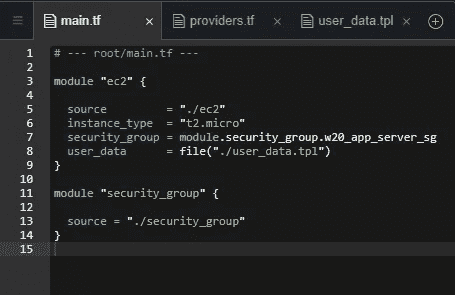 main.tf providers.tf user_data.tpl
1 # --- root/main.tf ---
2
3 module "ec2" {
4
5 source = "./ec2"
6 instance_type = "t2.micro"
7 security_group = module.security_group.w20_app_server_sg
8 user_data = file("./user_data.tpl")
9 }
10
11 module "security_group" {
12
13 source = "./security_group"
14 }
15